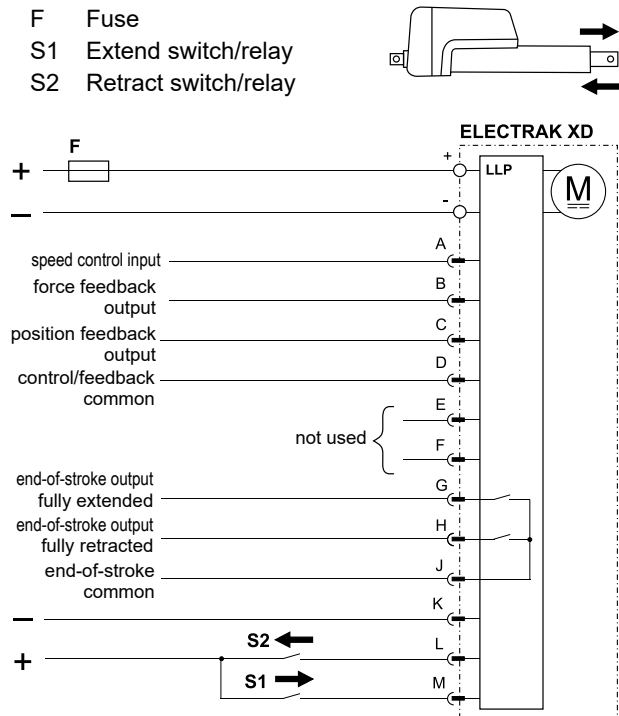 F Fuse
S1 Extend switch/relay
S2 Retract switch/relay
ELECTRAK XD
F
+
+
LLP
M
–
-
A
speed control input
B
force feedback
output
C
position feedback
output
D
control/feedback
common
E
not used
F
G
end-of-stroke output
fully extended
H
end-of-stroke output
fully retracted
J
end-of-stroke
common
K
–
S2
L
+
S1
M